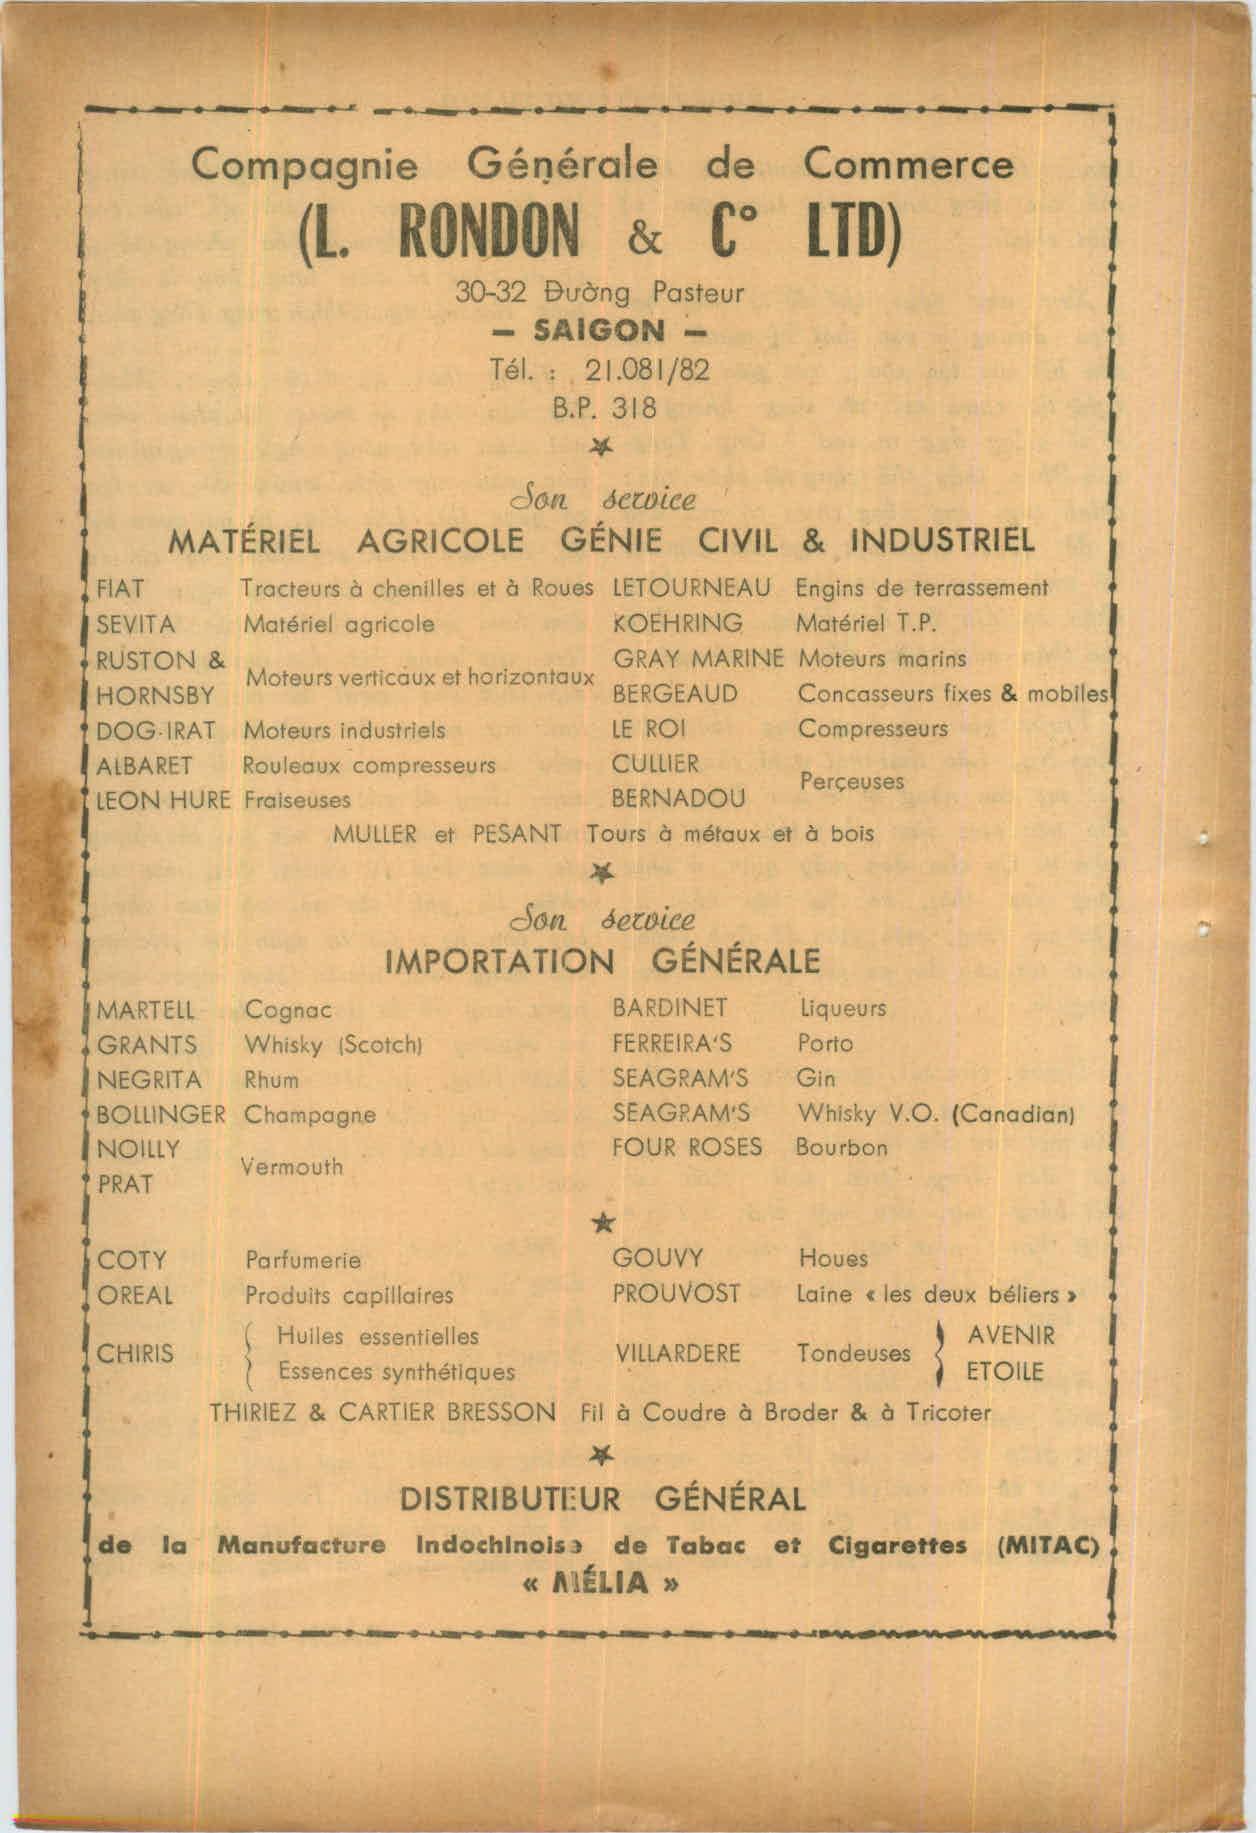 Compagnie Générale de Commerce
(L. RONDON & C° LTD)
30-32 Đường Pasteur
— SAIGON —
Tél. : 21.081/82
B.P. 318
Son service
MATÉRIEL AGRICOLE GÉNIE CIVIL & INDUSTRIEL
FIAT Tracteurs à chenilles et à Roues LETOURNEAU Engins de terrassement
SEVITA Matériel agricole KOEHRING Matériel T.P.
RUSTON & HORNSBY Moteurs verticaux et horizontaux GRAY MARINE Moteurs marins
BERGEAUD Concasseurs fixes & mobiles
DOG-IRAT Moteurs industriels LE ROI Compresseurs
ALBARET Rouleaux compresseurs CULLIER
LEON HURE Fraiseuses BERNADOU Perçeuses
MULLER et PESANT Tours à métaux et à bois
Son service
IMPORTATION GÉNÉRALE
MARTELL Cognac BARDINET Liqueurs
GRANTS Whisky (Scotch) FERREIRA'S Porto
NEGRITA Rhum SEAGRAM'S Gin
BOLLINGER Champagne SEAGRAM'S Whisky V.O. (Canadian)
NOILLY PRAT Vermouth FOUR ROSES Bourbon
COTY Parfumerie GOUVY Houes
OREAL Produits capillaires PROUVOST Laine « les deux béliers »
CHIRIS { Huiles essentielles Essences synthétiques VILLARDERE Tondeuses } AVENIR ETOILE
THIRIEZ & CARTIER BRESSON Fil à Coudre à Broder & à Tricoter
DISTRIBUTEUR GÉNÉRAL
de la Manufacture Indochinoise de Tabac et Cigarettes (MITAC)
« MÉLIA »